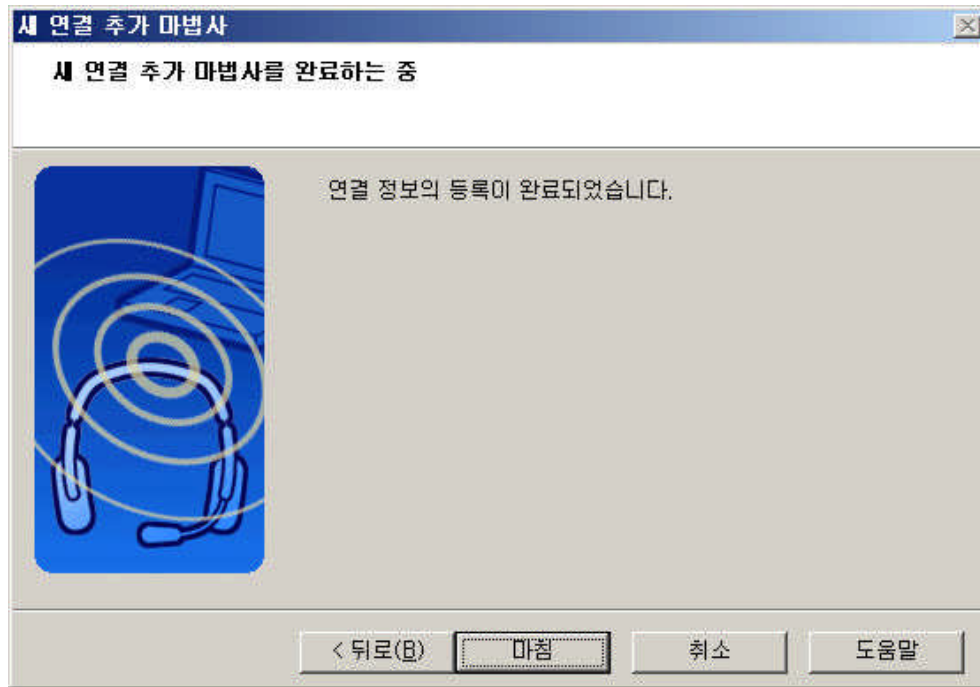 새 연결 추가 마법사
새 연결 추가 마법사를 완료하는 중
연결 정보의 등록이 완료되었습니다.
< 뒤로(B)
마침
취소
도움말